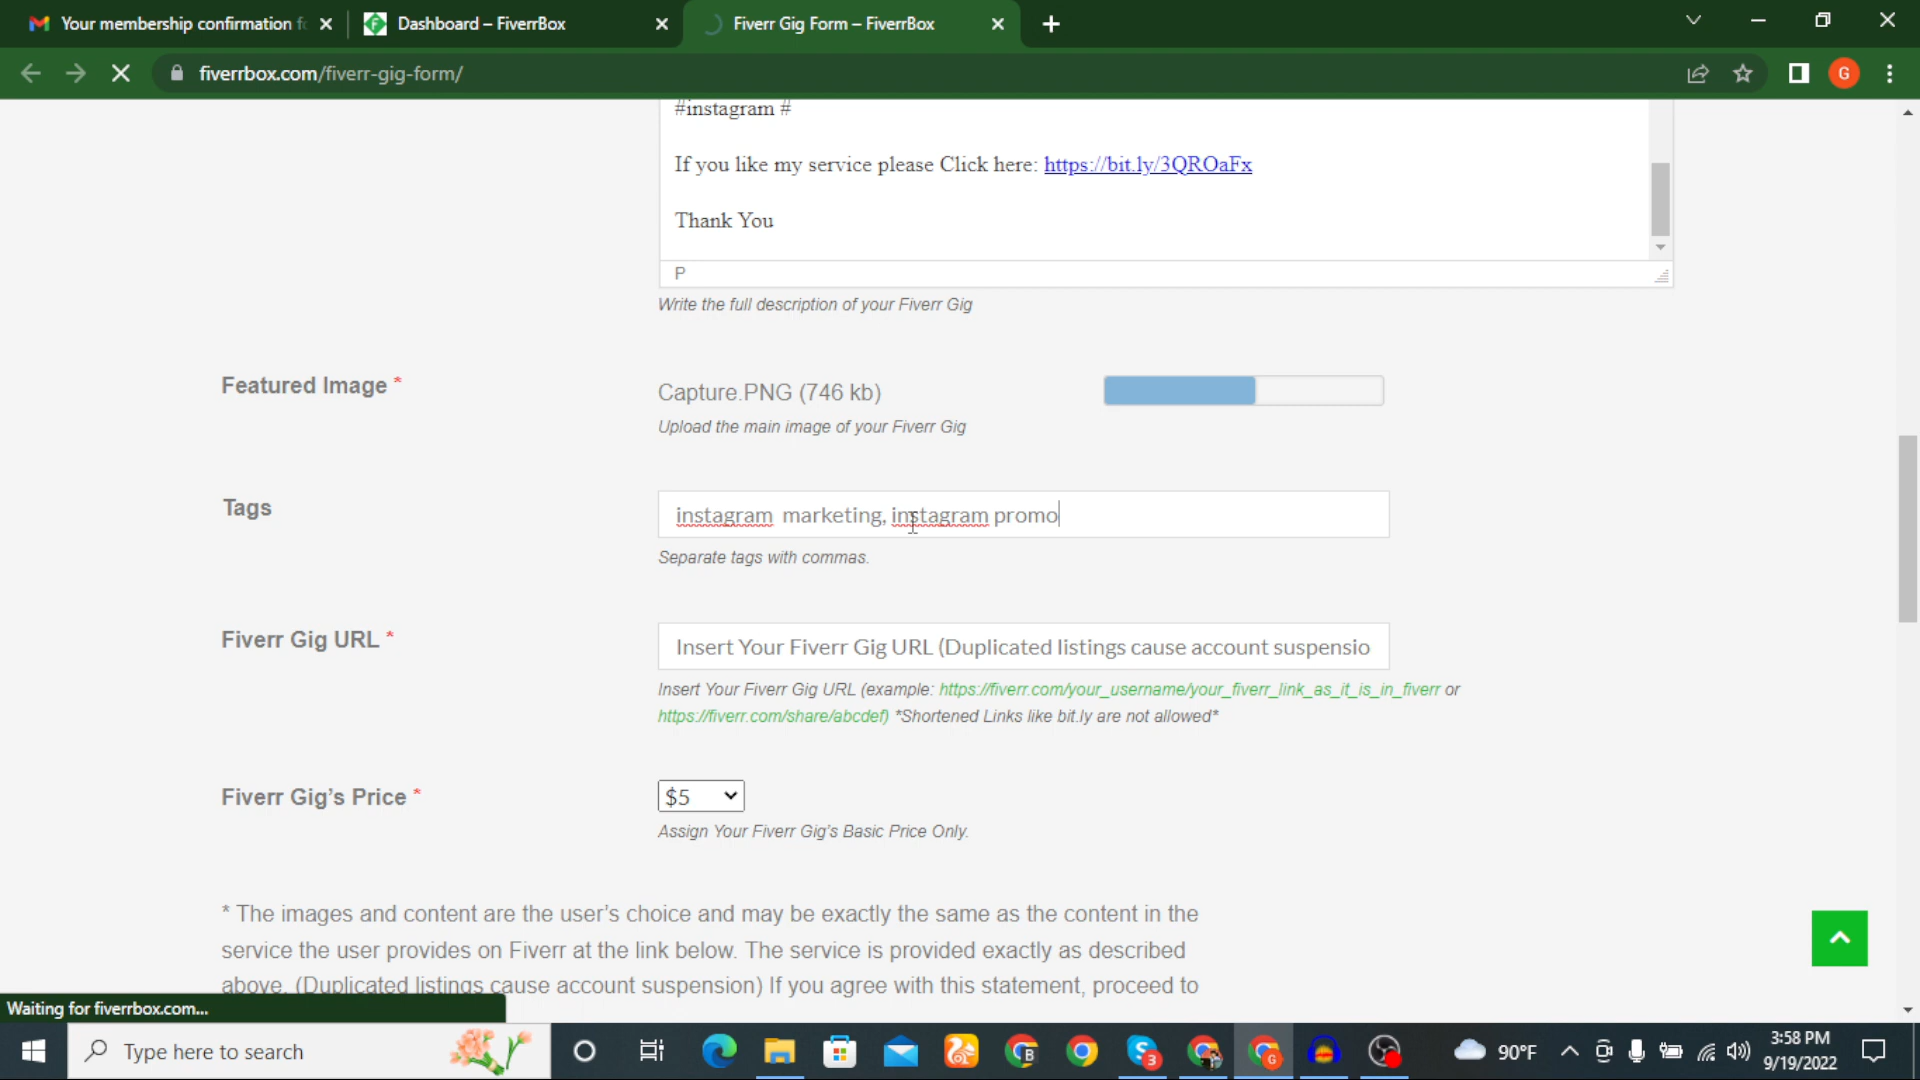 Your membership confirmation f
Dashboard – FiverrBox
Fiverr Gig Form – FiverrBox
fiverrbox.com/fiverr-gig-form/
G
#instagram #
If you like my service please Click here: https://bit.ly/3QROaFx
Thank You
P
Write the full description of your Fiverr Gig
Featured Image *
Capture.PNG (746 kb)
Upload the main image of your Fiverr Gig
Tags
instagram  marketing, instagram promo
Separate tags with commas.
Fiverr Gig URL *
Insert Your Fiverr Gig URL (Duplicated listings cause account suspensio
Insert Your Fiverr Gig URL (example: https://fiverr.com/your_username/your_fiverr_link_as_it_is_in_fiverr or
https://fiverr.com/share/abcdef) *Shortened Links like bit.ly are not allowed*
Fiverr Gig’s Price *
$5
Assign Your Fiverr Gig’s Basic Price Only.
* The images and content are the user’s choice and may be exactly the same as the content in the
service the user provides on Fiverr at the link below. The service is provided exactly as described
above. (Duplicated listings cause account suspension) If you agree with this statement, proceed to
Waiting for fiverrbox.com...
Type here to search
B
3
G
90°F
3:58 PM
9/19/2022